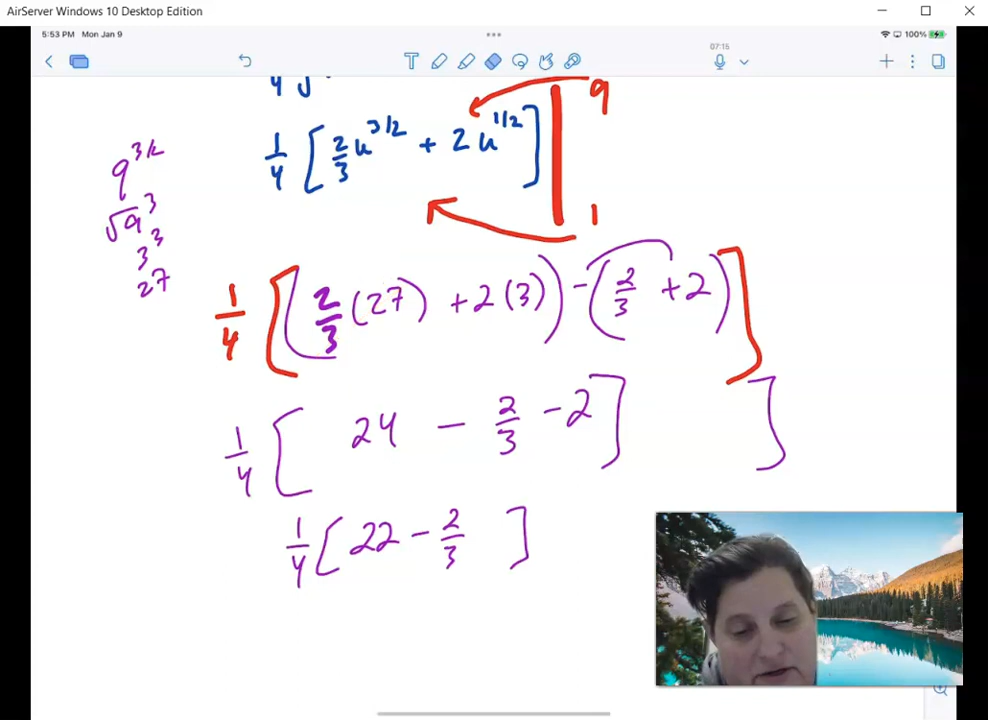 AirServer Windows 10 Desktop Edition
5:53 PM Mon Jan 9
100%
07:15
T
9
1/4 [ 2/3 u^3/2 + 2u^1/2 ]
1
9^3/2
√9^3
3^3
27
1/4 [ ( 2/3 (27) + 2 (3) ) - ( 2/3 + 2 ) ]
1/4 [ 24 - 2/3 - 2 ] ]
1/4 [ 22 - 2/3 ]